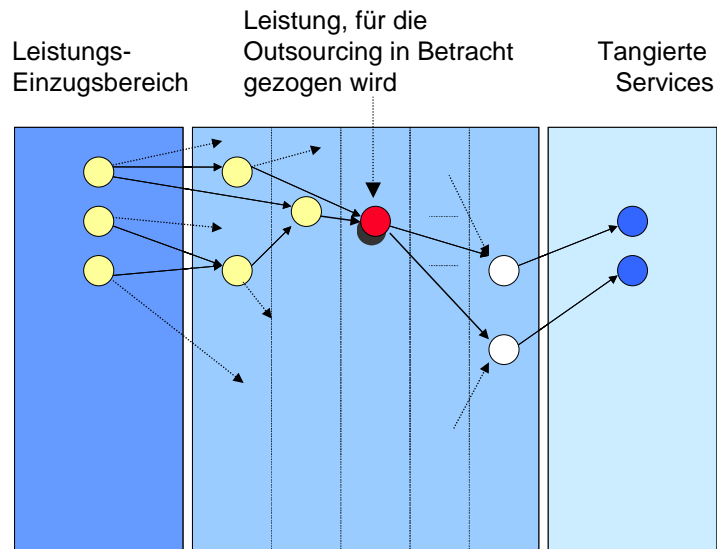 Leistungs-
Einzugsbereich
Leistung, für die
Outsourcing in Betracht
gezogen wird
Tangierte
Services